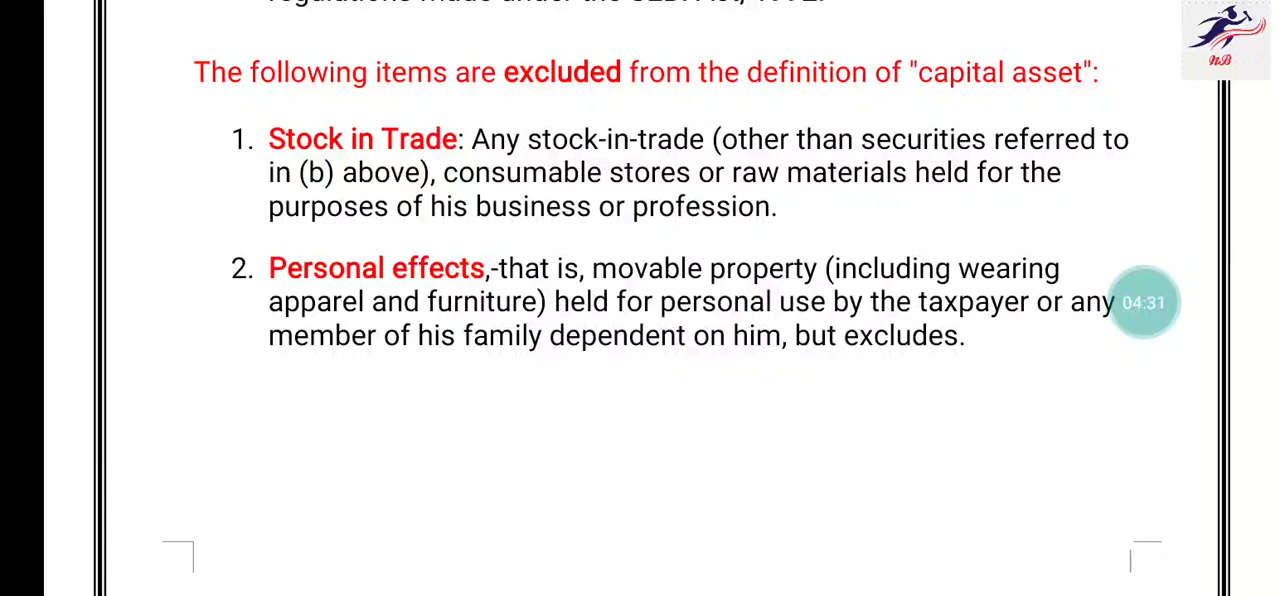 The following items are excluded from the definition of "capital asset":
1. Stock in Trade: Any stock-in-trade (other than securities referred to
in (b) above), consumable stores or raw materials held for the
purposes of his business or profession.
2. Personal effects,-that is, movable property (including wearing
apparel and furniture) held for personal use by the taxpayer or any
member of his family dependent on him, but excludes.
04:31
NB